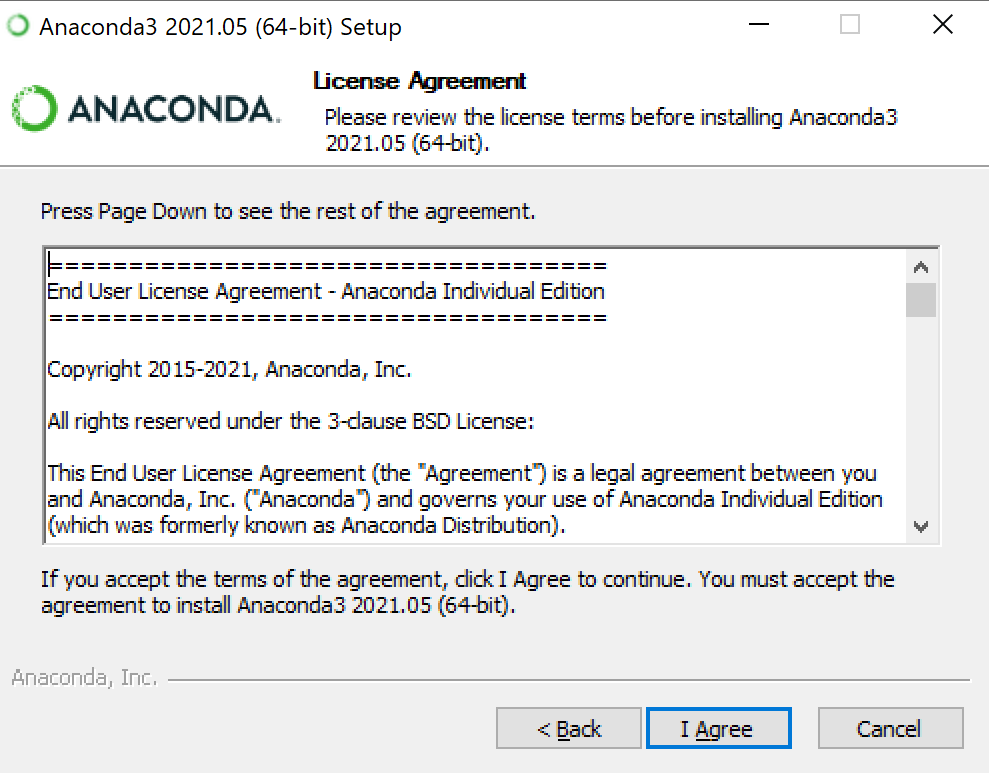 Anaconda3 2021.05 (64-bit) Setup
ANACONDA.
License Agreement
Please review the license terms before installing Anaconda3
2021.05 (64-bit).
Press Page Down to see the rest of the agreement.
===================================
End User License Agreement - Anaconda Individual Edition
===================================
Copyright 2015-2021, Anaconda, Inc.
All rights reserved under the 3-clause BSD License:
This End User License Agreement (the "Agreement") is a legal agreement between you
and Anaconda, Inc. ("Anaconda") and governs your use of Anaconda Individual Edition
(which was formerly known as Anaconda Distribution).
If you accept the terms of the agreement, click I Agree to continue. You must accept the
agreement to install Anaconda3 2021.05 (64-bit).
Anaconda, Inc.
< Back
I Agree
Cancel